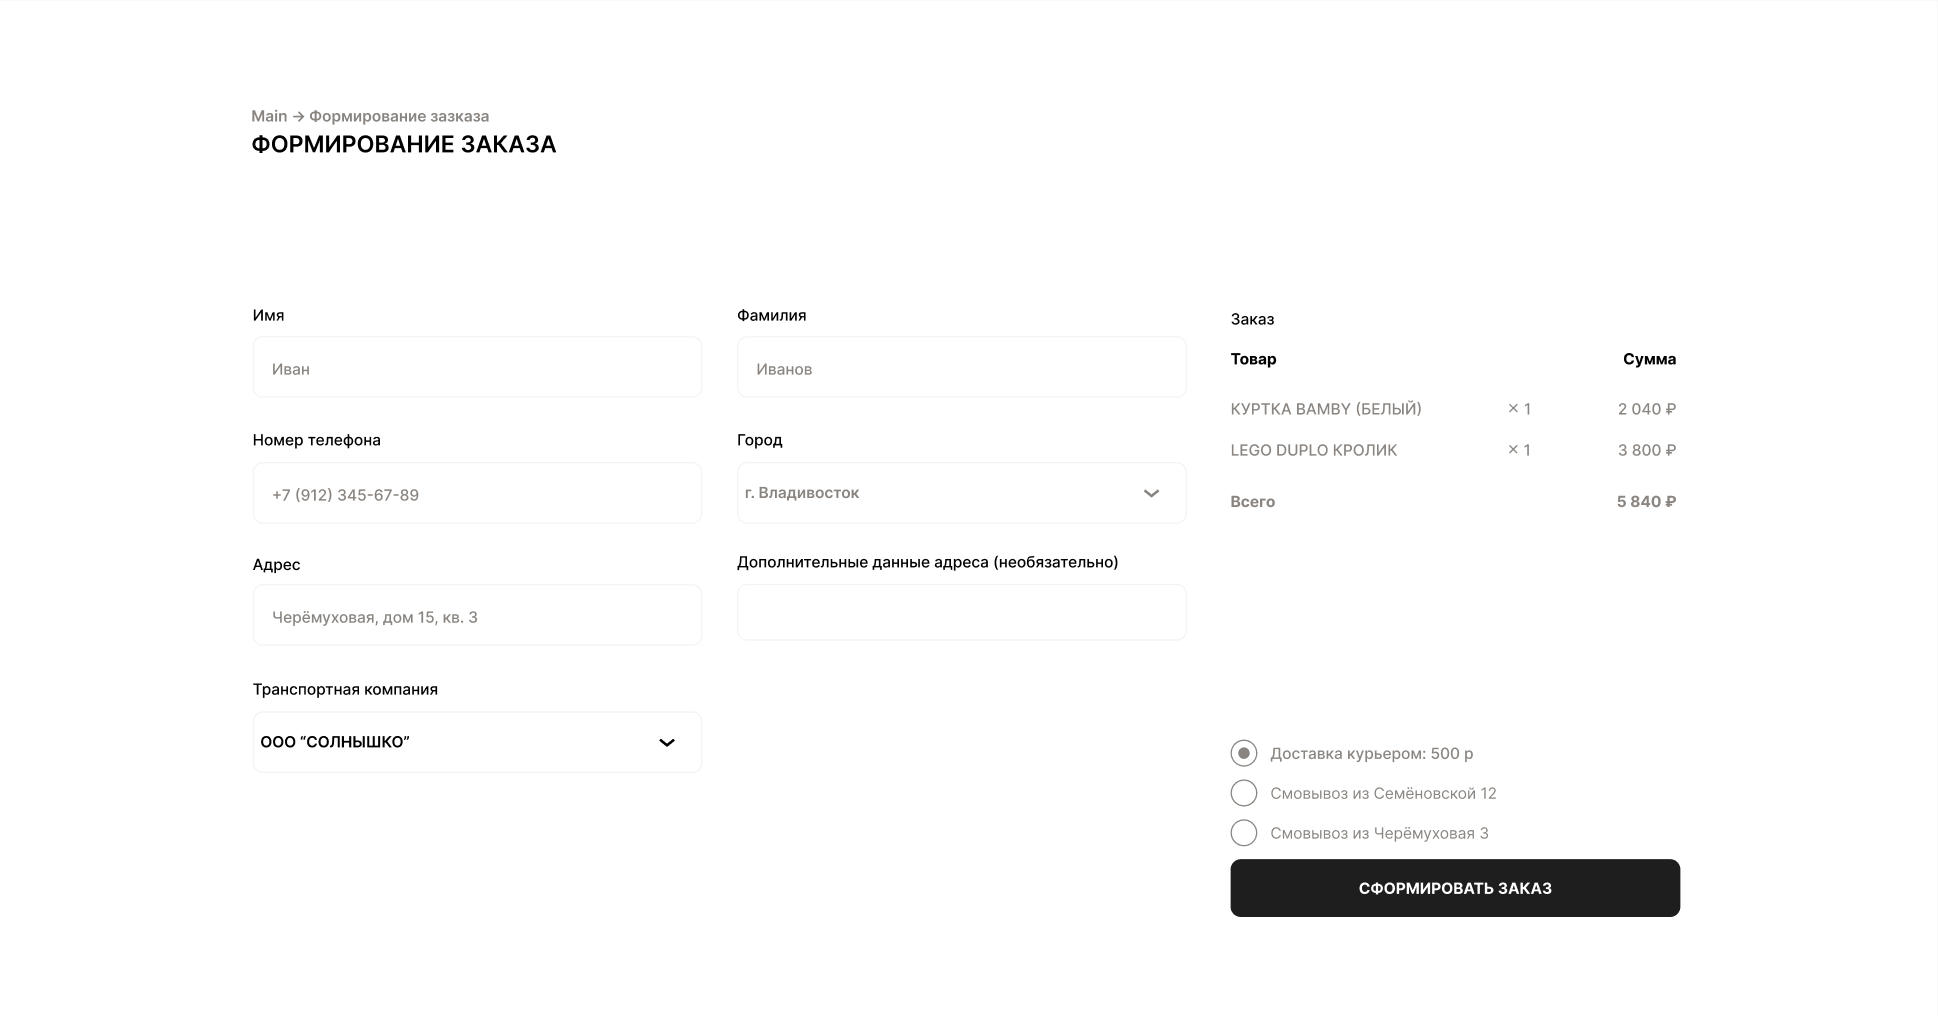 Main → Формирование зазказа
ФОРМИРОВАНИЕ ЗАКАЗА
Имя
Иван
Фамилия
Иванов
Номер телефона
+7 (912) 345-67-89
Город
г. Владивосток
Адрес
Черёмуховая, дом 15, кв. 3
Дополнительные данные адреса (необязательно)
Транспортная компания
ООО “СОЛНЫШКО”
Заказ
Товар Сумма
КУРТКА BAMBY (БЕЛЫЙ) × 1 2 040 ₽
LEGO DUPLO КРОЛИК × 1 3 800 ₽
Всего 5 840 ₽
Доставка курьером: 500 р
Смовывоз из Семёновской 12
Смовывоз из Черёмуховая 3
СФОРМИРОВАТЬ ЗАКАЗ